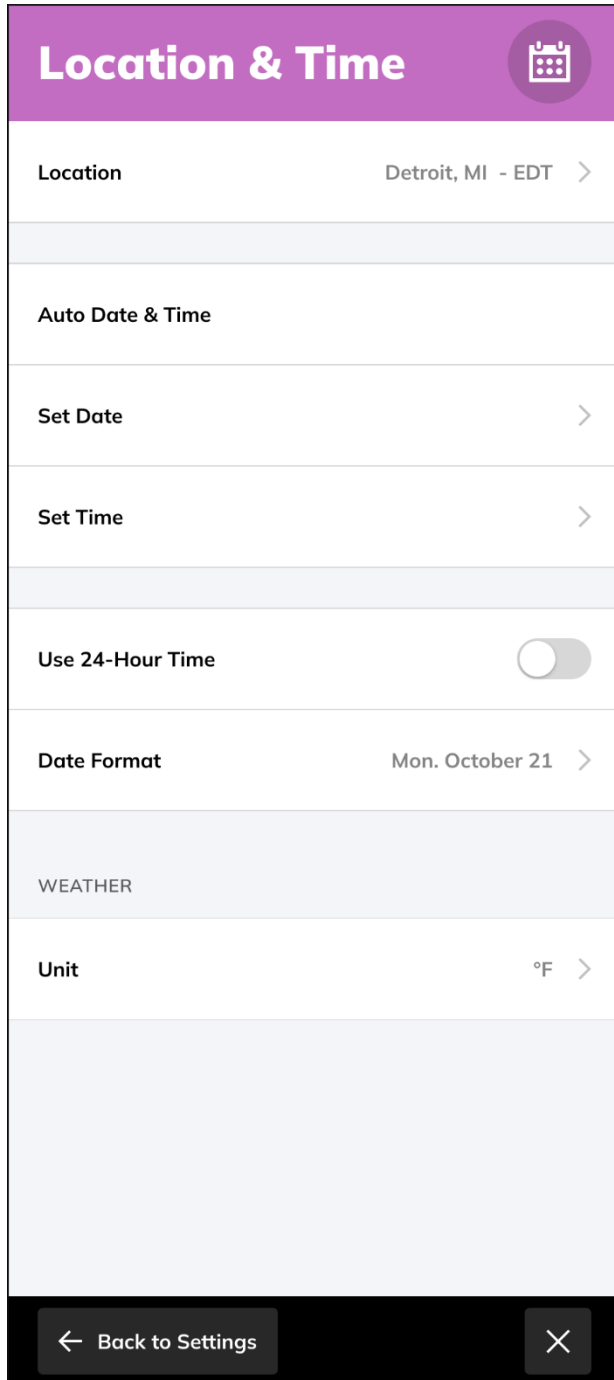 Location & Time
Location Detroit, MI - EDT
Auto Date & Time
Set Date
Set Time
Use 24-Hour Time
Date Format Mon. October 21
WEATHER
Unit °F
Back to Settings